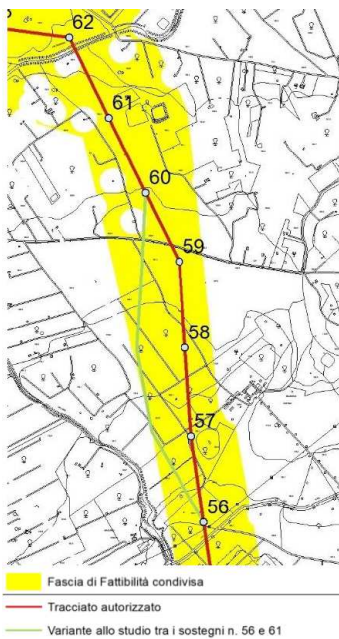 62
61
60
59
58
57
56
Fascia di Fattibilità condivisa
Tracciato autorizzato
Variante allo studio tra i sostegni n. 56 e 61